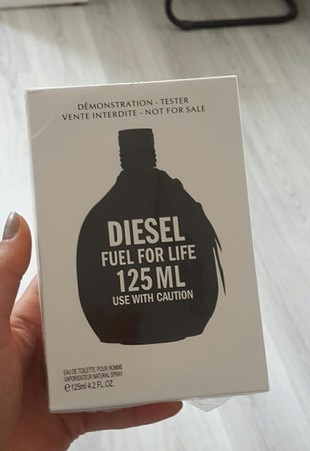 DÉMONSTRATION - TESTER
VENTE INTERDITE - NOT FOR SALE
DIESEL
FUEL FOR LIFE
125 ML
USE WITH CAUTION
EAU DE TOILETTE POUR HOMME
VAPORISATEUR NATURAL SPRAY
℮125ml 4.2 FL.OZ.